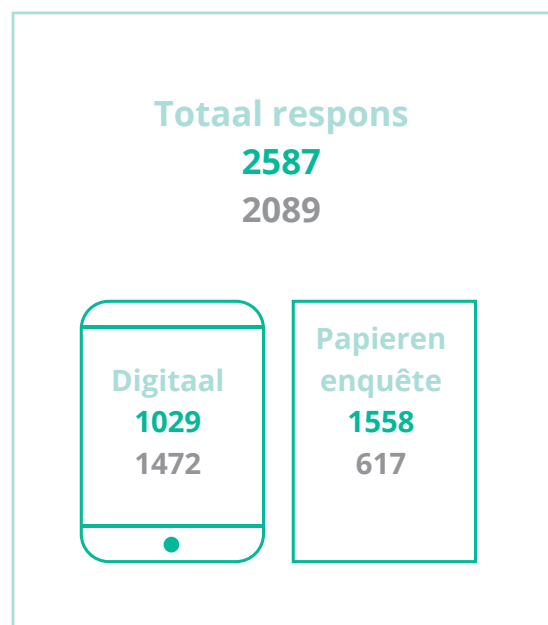 Totaal respons
2587
2089
Digitaal
1029
1472
Papieren
enquête
1558
617